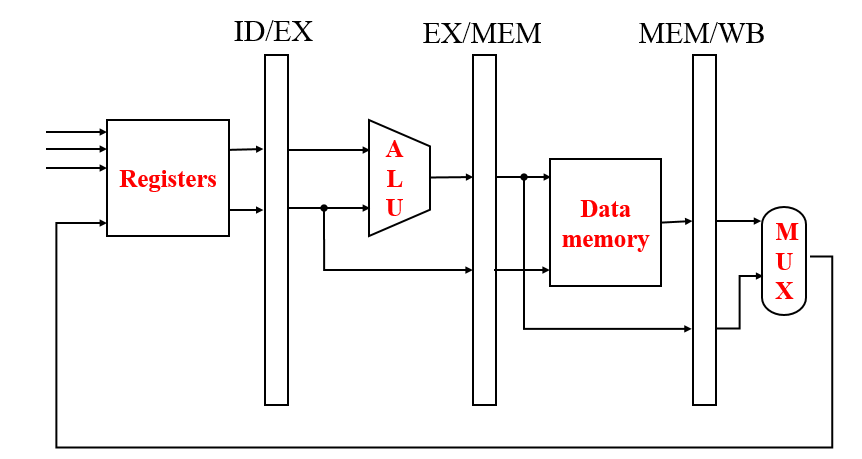 ID/EX
EX/MEM
MEM/WB
Registers
A
L
U
Data
memory
M
U
X